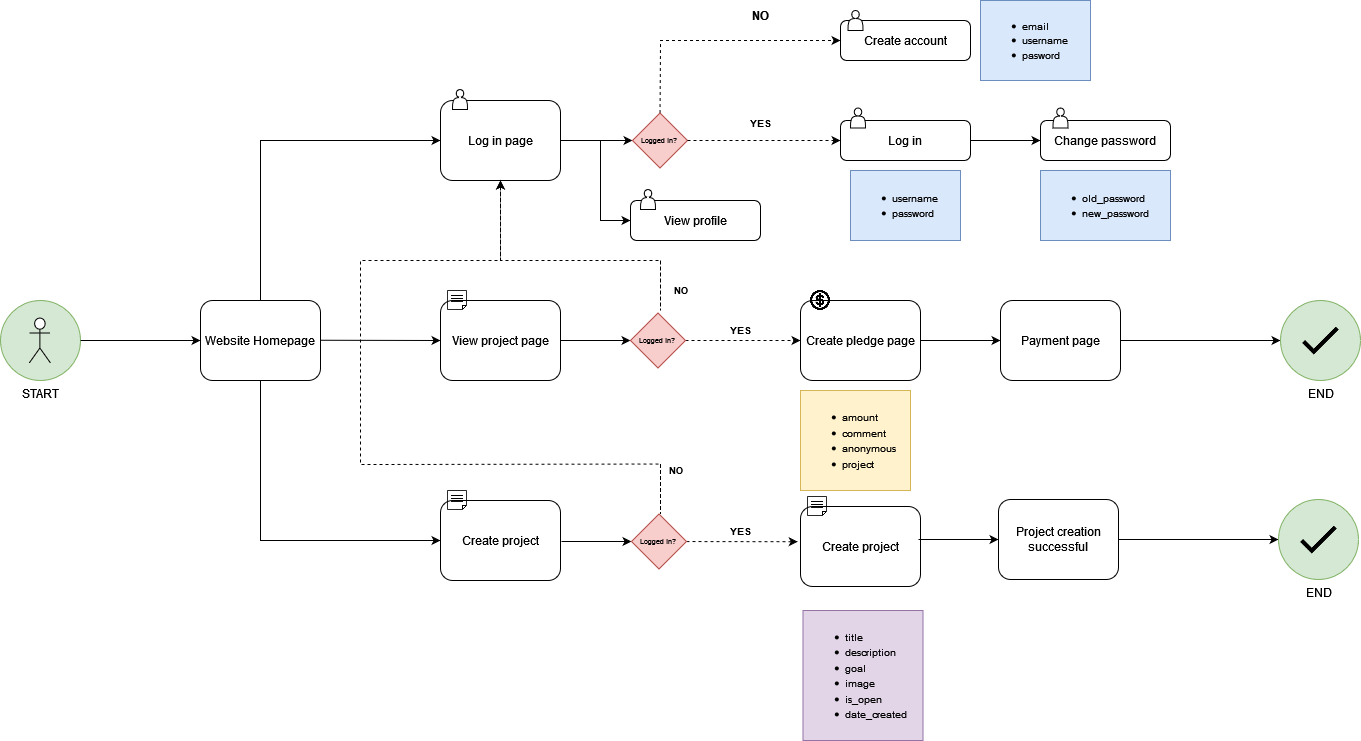 NO
Create account
email
username
pasword
Log in page
Logged in?
YES
Log in
Change password
username
password
old_password
new_password
View profile
NO
START
Website Homepage
View project page
Logged in?
YES
Create pledge page
Payment page
END
amount
comment
anonymous
project
NO
Create project
Logged in?
YES
Create project
Project creation
successful
END
title
description
goal
image
is_open
date_created